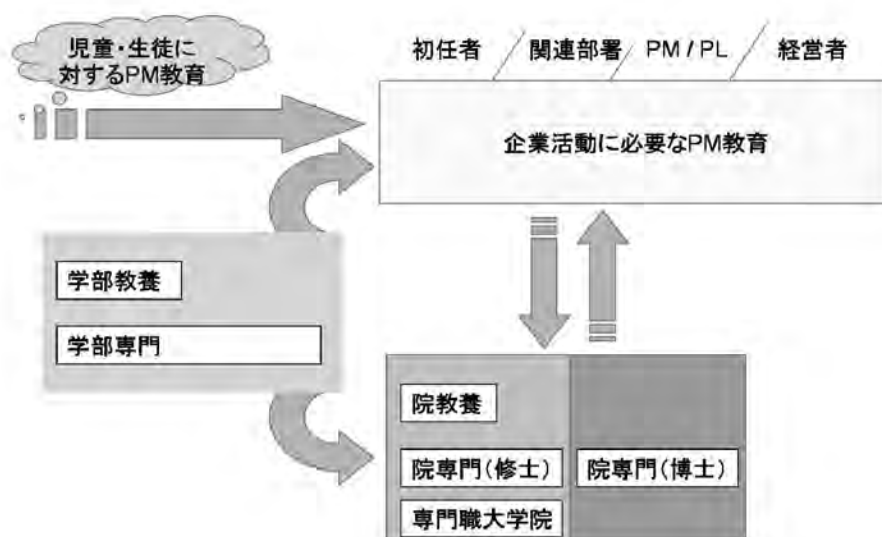 児童・生徒に
対するPM教育
初任者 関連部署 PM / PL 経営者
企業活動に必要なPM教育
学部教養
学部専門
院教養
院専門(修士) 院専門(博士)
専門職大学院